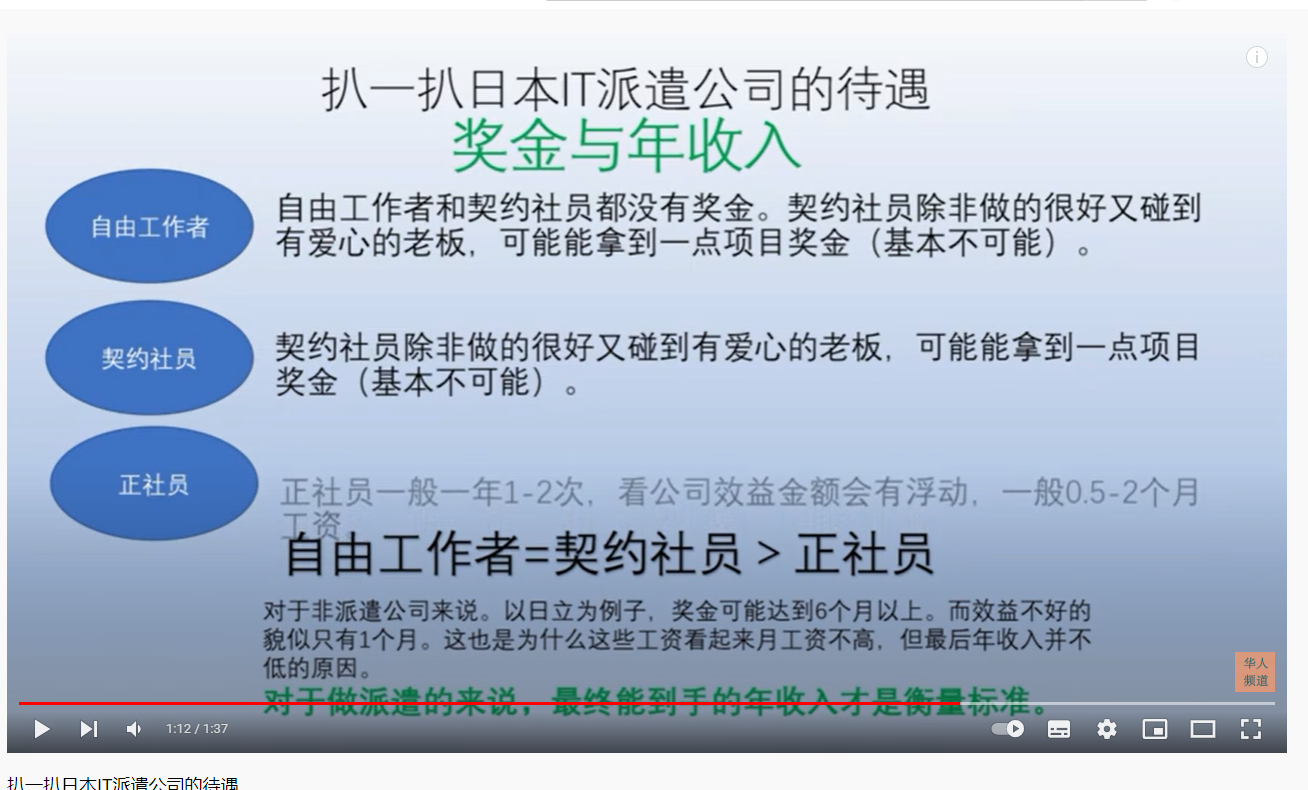 扒一扒日本IT派遣公司的待遇
奖金与年收入
自由工作者
自由工作者和契约社员都没有奖金。契约社员除非做的很好又碰到
有爱心的老板，可能能拿到一点项目奖金（基本不可能）。
契约社员
契约社员除非做的很好又碰到有爱心的老板，可能能拿到一点项目
奖金（基本不可能）。
正社员
正社员一般一年1-2次，看公司效益金额会有浮动，一般0.5-2个月
工资。
自由工作者=契约社员 > 正社员
对于非派遣公司来说。以日立为例子，奖金可能达到6个月以上。而效益不好的
貌似只有1个月。这也是为什么这些工资看起来月工资不高，但最后年收入并不
低的原因。
华人
频道
对于做派遣的来说，最终能到手的年收入才是衡量标准。
1:12 / 1:37
扒一扒日本IT派遣公司的待遇